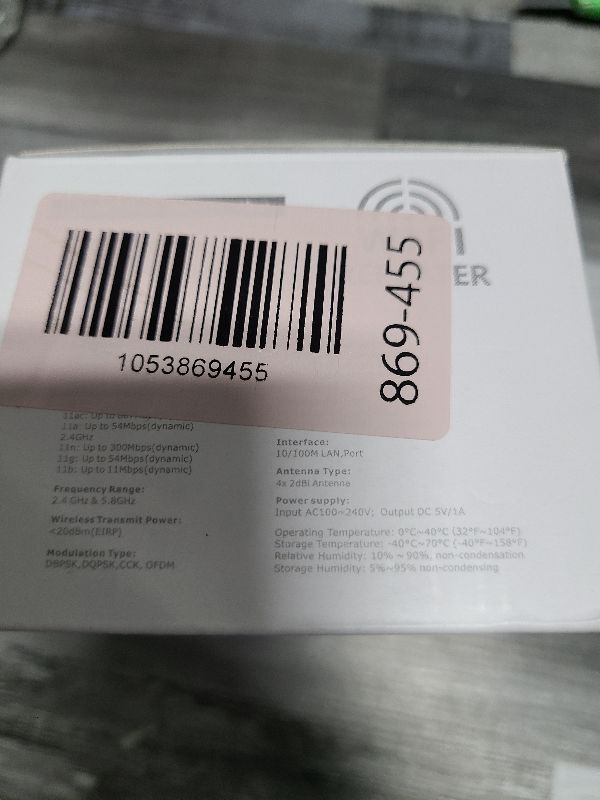 ER
869-455
1053869455
11a: Up to 54Mbps(dynamic)
2.4GHz
11n: Up to 300Mbps(dynamic)
11g: Up to 54Mbps(dynamic)
11b: Up to 11Mbps(dynamic)
Frequency Range:
2.4 GHz & 5.8GHz
Wireless Transmit Power:
<20dBm(EIRP)
Modulation Type:
DBPSK,DQPSK,CCK, OFDM
Interface:
10/100M LAN,Port
Antenna Type:
4x 2dBi Antenna
Power supply:
Input AC100~240V; Output DC 5V/1A
Operating Temperature: 0°C~40°C (32°F~104°F)
Storage Temperature: -40°C~70°C (-40°F~158°F)
Relative Humidity: 10% ~ 90%, non-condensation
Storage Humidity: 5%~95% non-condensing